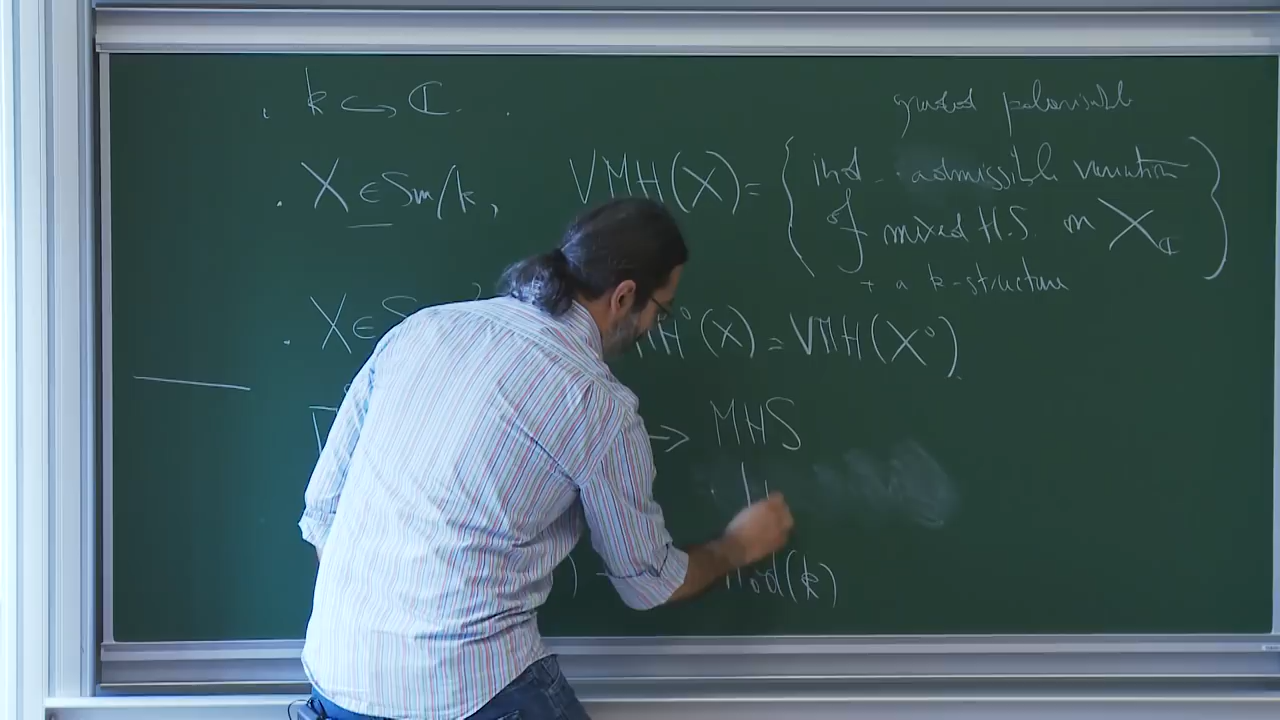 . k ↪ ℂ .
graded polarisable
. X ∈ Sm/k, VMH(X) = { ind - admissible variation
of mixed H.S. on X_ℂ }
+ a k-structure
. X ∈ S H°(X) = VMH(X°)
→ MHS
) Mod(k)